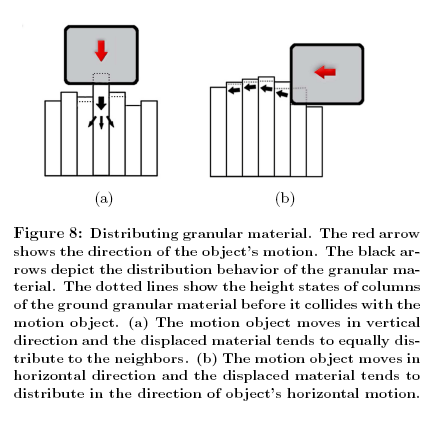 (a)
(b)
Figure 8: Distributing granular material. The red arrow
shows the direction of the object's motion. The black ar-
rows depict the distribution behavior of the granular ma-
terial. The dotted lines show the height states of columns
of the ground granular material before it collides with the
motion object. (a) The motion object moves in vertical
direction and the displaced material tends to equally dis-
tribute to the neighbors. (b) The motion object moves in
horizontal direction and the displaced material tends to
distribute in the direction of object's horizontal motion.